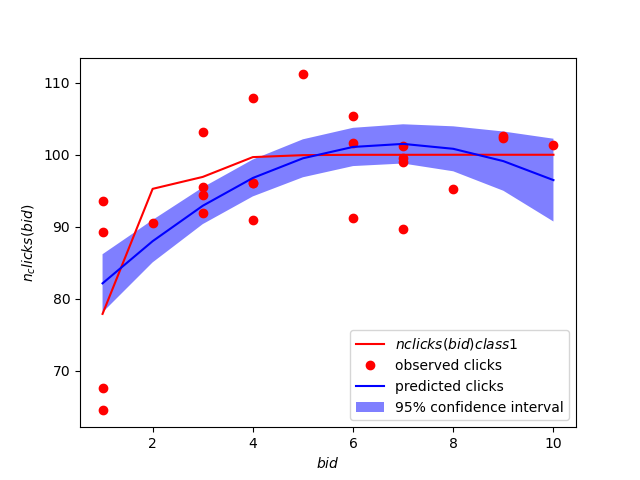 110
100
90
80
70
n_clicks(bid)
nclicks(bid)class1
observed clicks
predicted clicks
95% confidence interval
2 4 6 8 10
bid